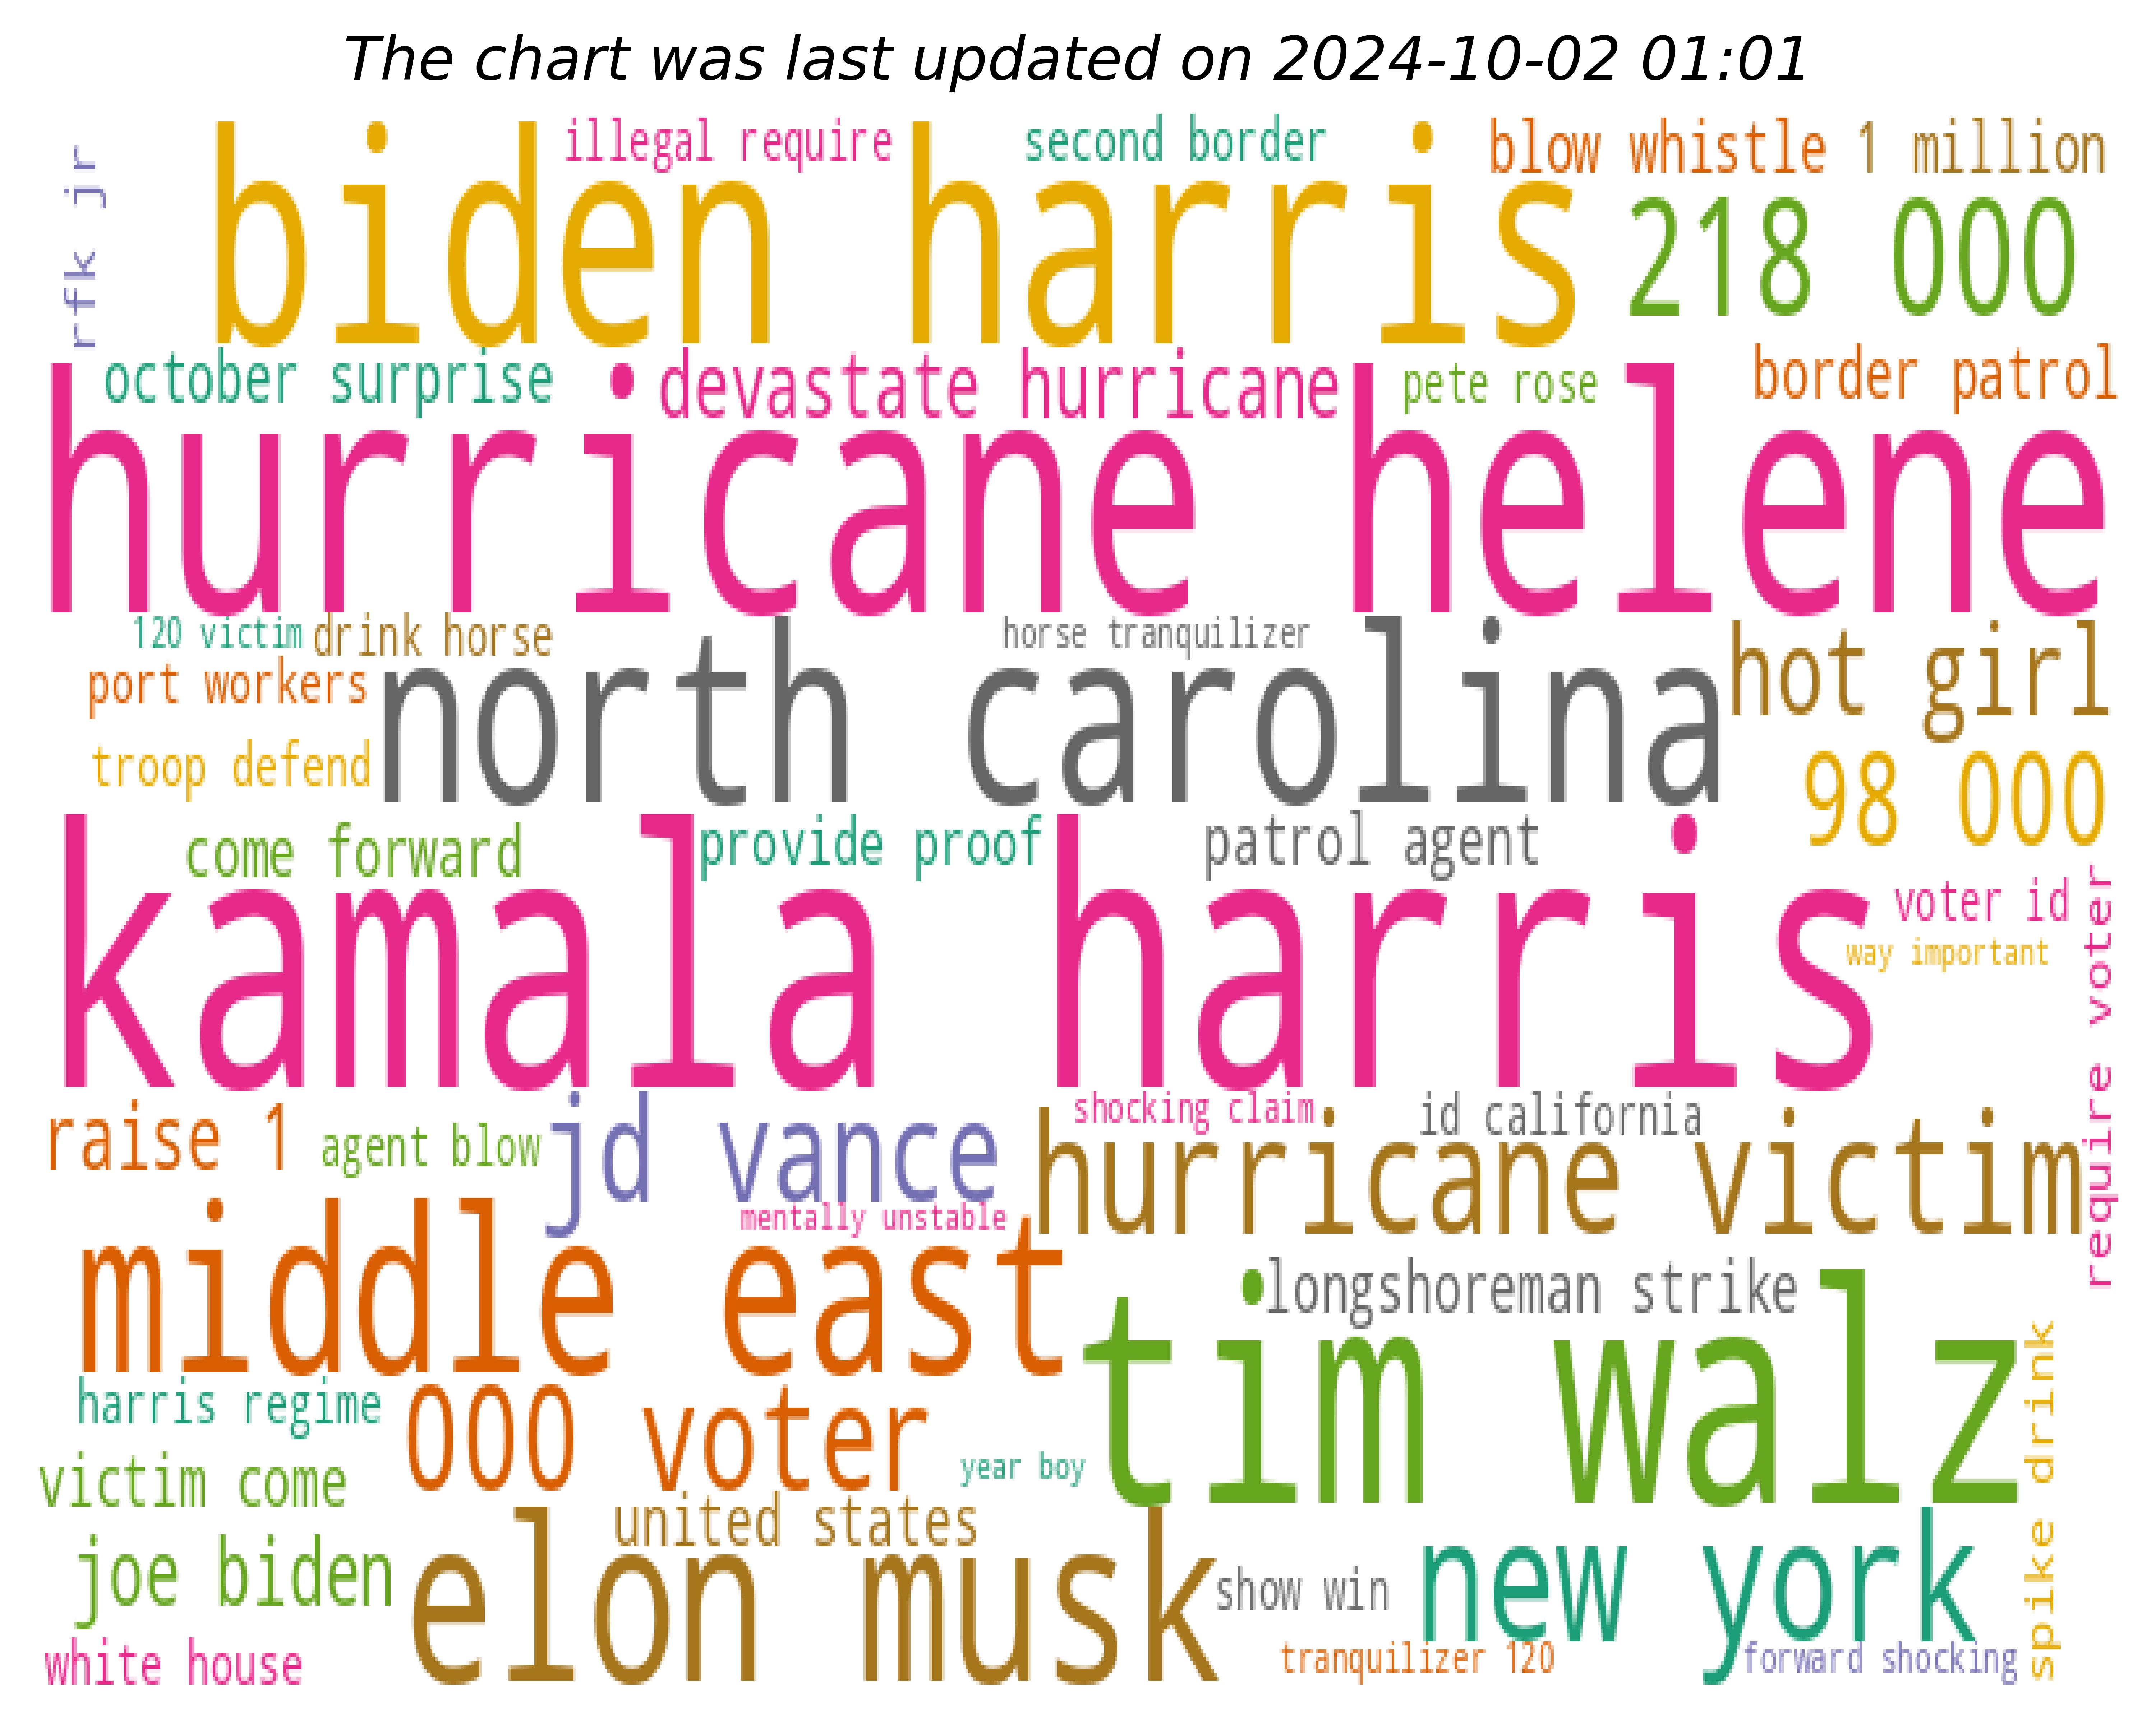 The chart was last updated on 2024-10-02 01:01
rfk jr
biden harris
illegal require
second border
blow whistle
1 million
218 000
october surprise
devastate hurricane
pete rose
border patrol
hurricane helene
120 victim
drink horse
horse tranquilizer
hot girl
port workers
north carolina
troop defend
98 000
come forward
provide proof
patrol agent
kamala harris
voter id
way important
require voter
raise 1
agent blow
jd vance
shocking claim
id california
hurricane victim
mentally unstable
middle east
longshoreman strike
tim walz
harris regime
000 voter
year boy
spike drink
victim come
united states
joe biden
elon musk
show win
new york
white house
tranquilizer 120
forward shocking